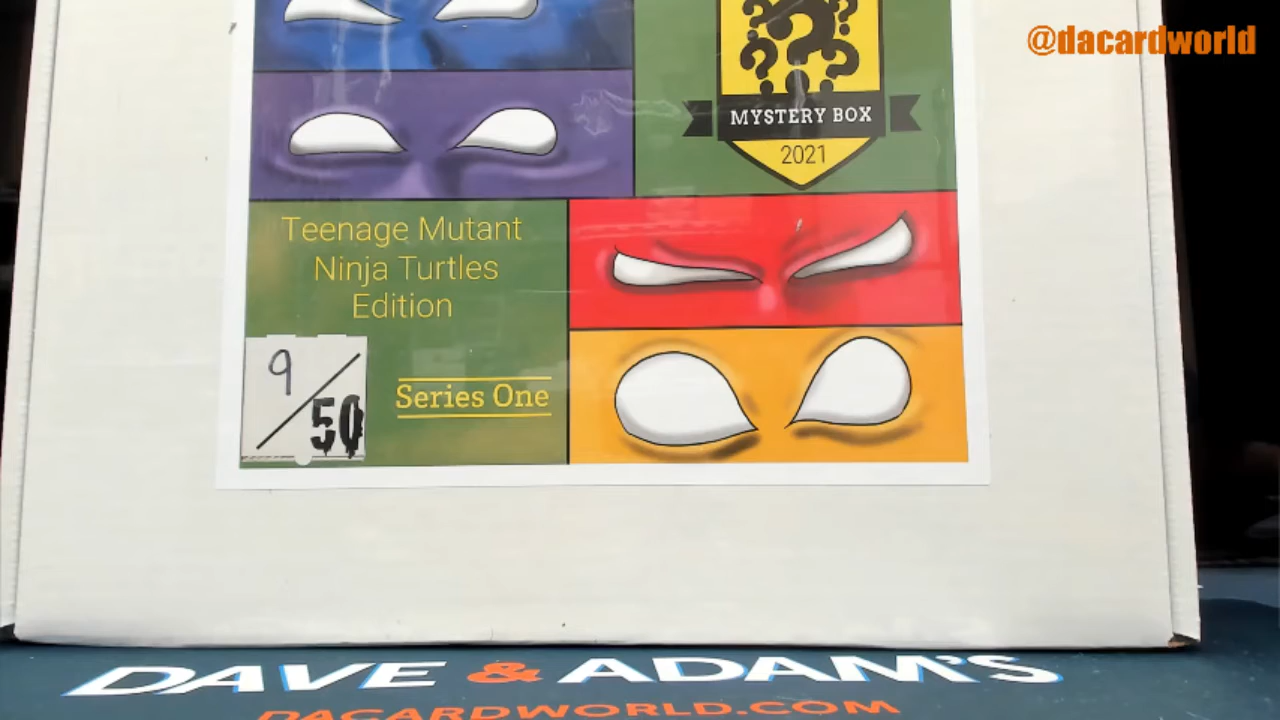 @dacardworld
MYSTERY BOX
2021
Teenage Mutant
Ninja Turtles
Edition
9/50
Series One
DAVE & ADAM'S
DACARDWORLD.COM